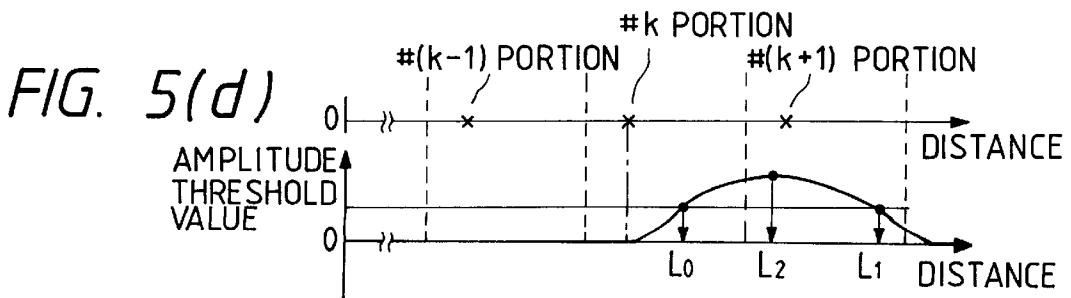 #k PORTION
#(k-1) PORTION
#(k+1) PORTION
FIG. 5(d)
0
DISTANCE
AMPLITUDE
THRESHOLD
VALUE
0
L0
L2
L1
DISTANCE